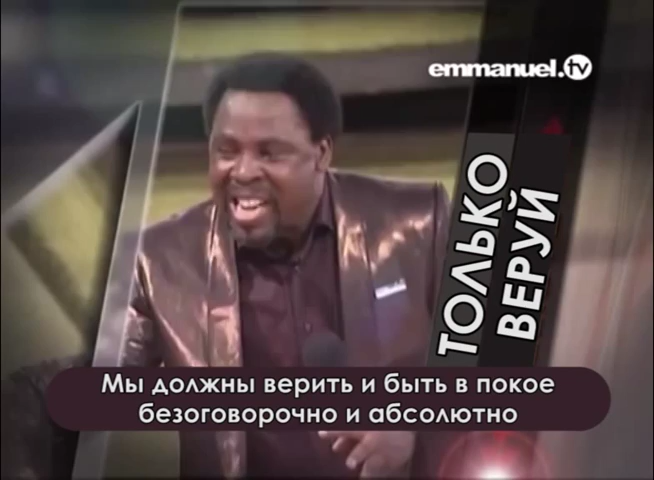 emmanuel.tv
ТОЛЬКО
ВЕРУЙ
Мы должны верить и быть в покое
безоговорочно и абсолютно